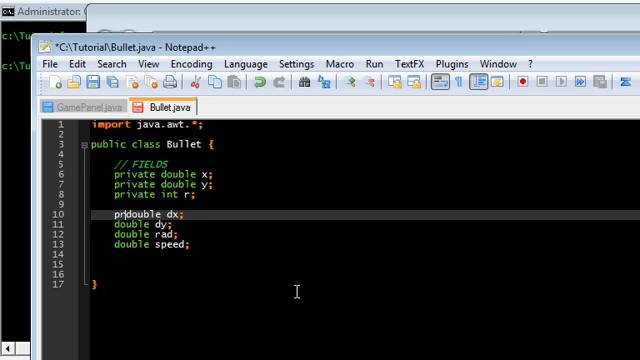 Administrator: C
c:\Tu
c:\Tu
*C:\Tutorial\Bullet.java - Notepad++
File Edit Search View Encoding Language Settings Macro Run TextFX Plugins Window ?
GamePanel.java Bullet.java
1 import java.awt.*;
2
3 public class Bullet {
4
5 // FIELDS
6 private double x;
7 private double y;
8 private int r;
9
10 prdouble dx;
11 double dy;
12 double rad;
13 double speed;
14
15
16
17 }